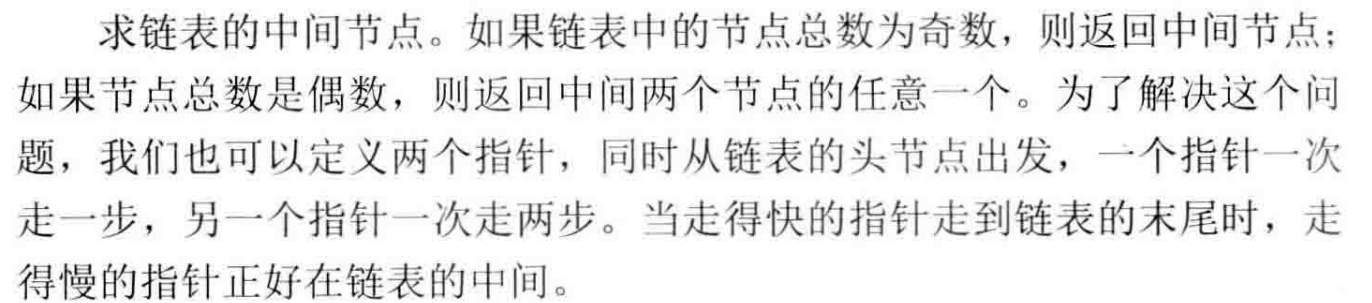 求链表的中间节点。如果链表中的节点总数为奇数，则返回中间节点；
如果节点总数是偶数，则返回中间两个节点的任意一个。为了解决这个问
题，我们也可以定义两个指针，同时从链表的头节点出发，一个指针一次
走一步，另一个指针一次走两步。当走得快的指针走到链表的末尾时，走
得慢的指针正好在链表的中间。